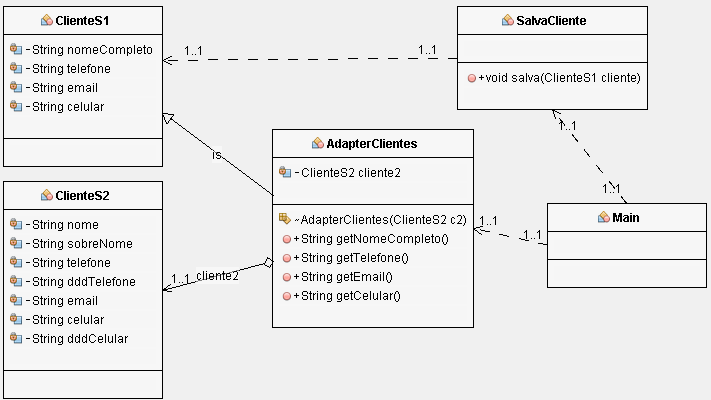 ClienteS1
-String nomeCompleto
-String telefone
-String email
-String celular
SalvaCliente
+void salva(ClienteS1 cliente)
1..1
1..1
1..1
1..1
is
AdapterClientes
-ClienteS2 cliente2
~AdapterClientes(ClienteS2 c2)
+String getNomeCompleto()
+String getTelefone()
+String getEmail()
+String getCelular()
1..1
1..1
Main
ClienteS2
-String nome
-String sobreNome
-String telefone
-String dddTelefone
-String email
-String celular
-String dddCelular
1..1
cliente2